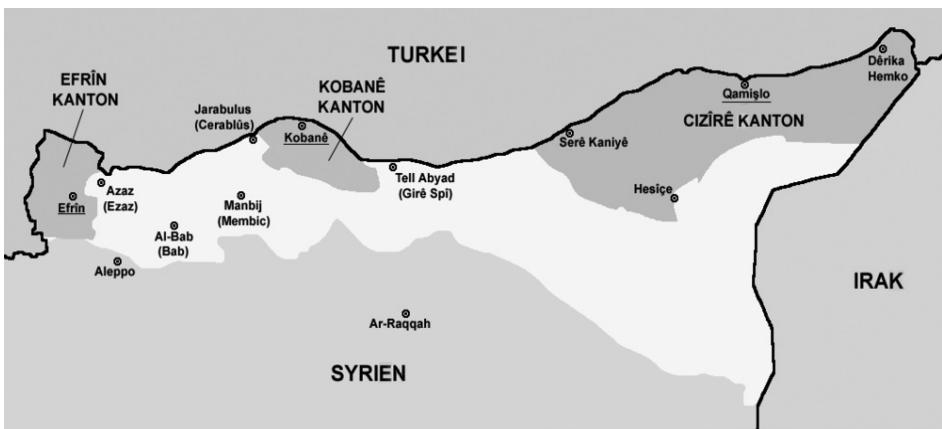 TURKEI
EFRÎN
KANTON
KOBANÊ
KANTON
Dêrika
Hemko
Qamişlo
Jarabulus
(Cerablûs)
Kobanê
CIZÎRÊ KANTON
Serê Kaniyê
Tell Abyad
(Girê Spî)
Azaz
(Ezaz)
Efrîn
Manbij
(Membic)
Hesîçe
Al-Bab
(Bab)
Aleppo
IRAK
Ar-Raqqah
SYRIEN